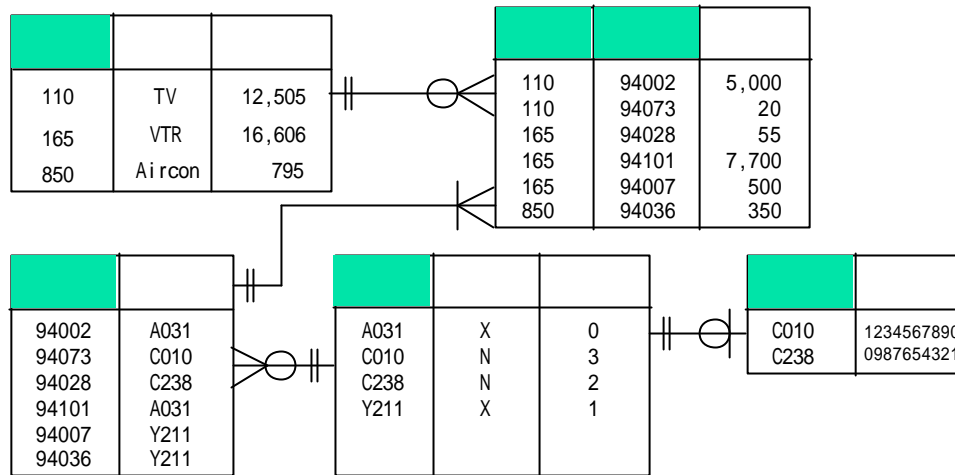 110 TV 12,505
165 VTR 16,606
850 Aircon 795
110 94002 5,000
110 94073 20
165 94028 55
165 94101 7,700
165 94007 500
850 94036 350
94002 A031
94073 C010
94028 C238
94101 A031
94007 Y211
94036 Y211
A031 X 0
C010 N 3
C238 N 2
Y211 X 1
C010 1234567890
C238 0987654321